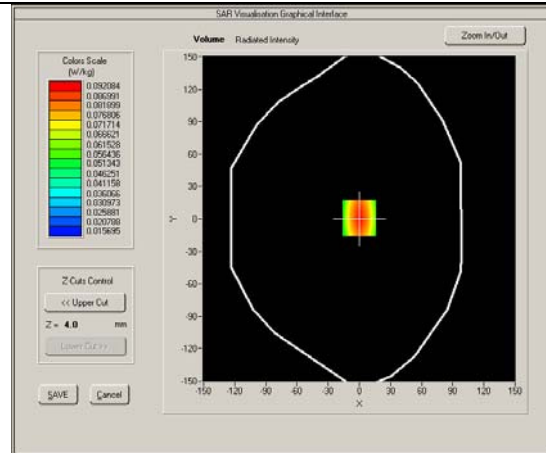 SAR Visualisation Graphical Interface
Volume Radiated Intensity
Zoom In/Out
Colors Scale
(W/kg)
0.092084
0.086991
0.081899
0.076806
0.071714
0.066621
0.061528
0.056436
0.051343
0.046251
0.041158
0.036066
0.030973
0.025881
0.020788
0.015695
Z Cuts Control
<< Upper Cut
Z = 4.0 mm
Lower Cut >>
SAVE Cancel
150
120
90
60
30
0
-30
-60
-90
-120
-150
Y
-150 -120 -90 -60 -30 0 30 60 90 120 150
X